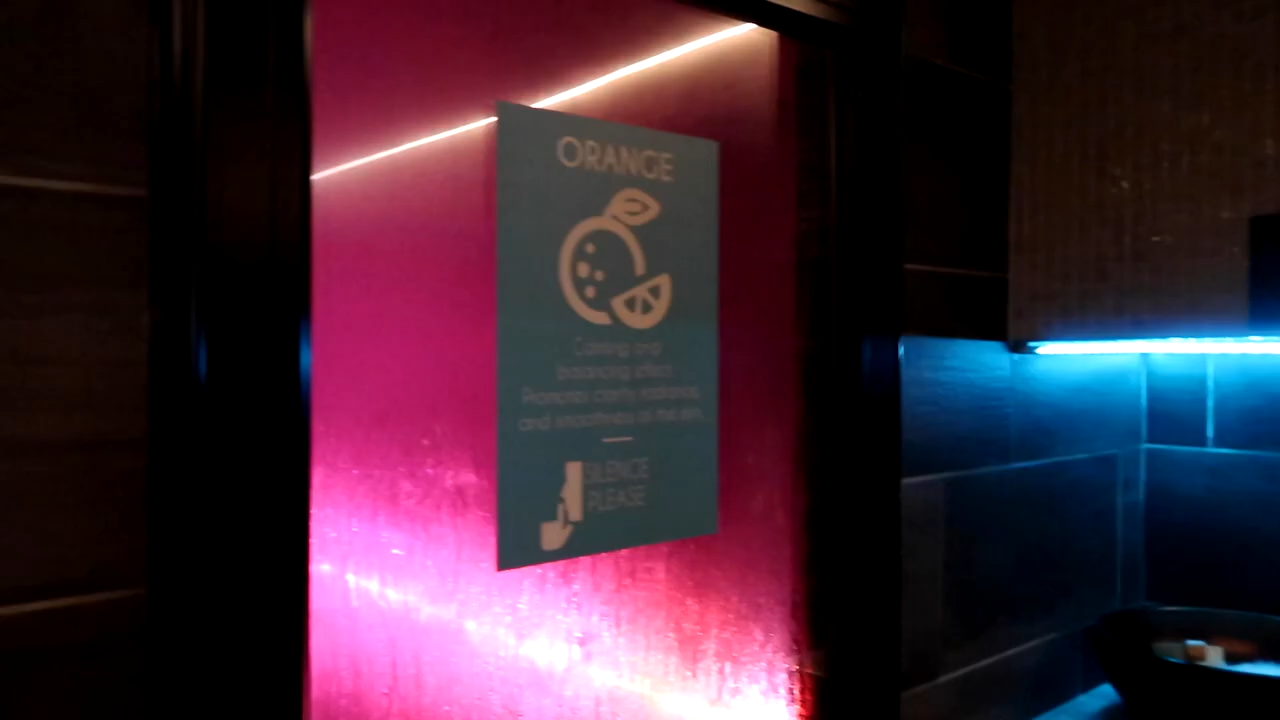 ORANGE
Calming and
balancing effect.
Promotes clarity, radiance,
and smoothness of the skin.
SILENCE
PLEASE